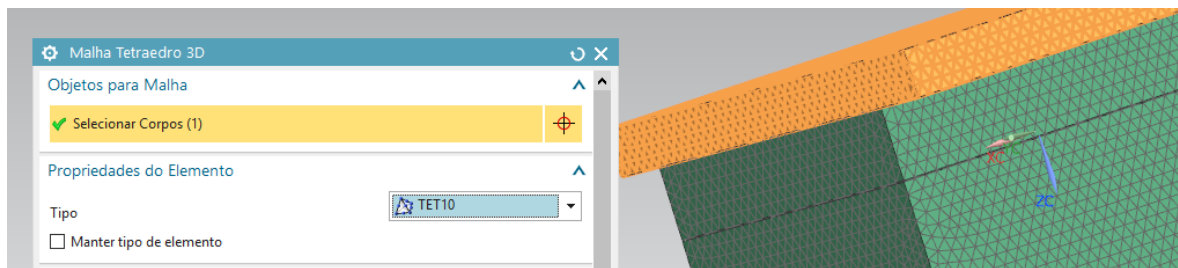 Malha Tetraedro 3D
Objetos para Malha
Selecionar Corpos (1)
Propriedades do Elemento
Tipo
TET10
Manter tipo de elemento
XC
ZC